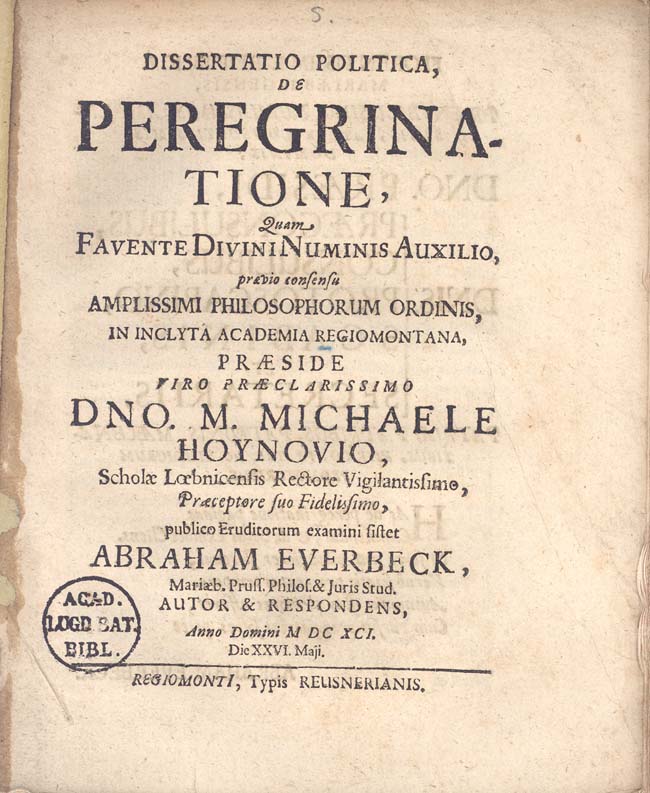 5.
DISSERTATIO POLITICA,
DE
PEREGRINA-
TIONE,
Quam
FAVENTE DIVINI NUMINIS AUXILIO,
prævio consensu
AMPLISSIMI PHILOSOPHORUM ORDINIS,
IN INCLYTA ACADEMIA REGIOMONTANA,
PRÆSIDE
VIRO PRÆCLARISSIMO
DNO. M. MICHAELE
HOYNOVIO,
Scholæ Lœbnicensis Rectore Vigilantissimo,
Præceptore suo Fidelissimo,
publico Eruditorum examini sistet
ABRAHAM EVERBECK,
Mariæb. Pruss. Philos. & Juris Stud.
AUTOR & RESPONDENS,
Anno Domini M DC XCI.
Die XXVI. Maji.
ACAD.
LUGD BAT.
BIBL.
REGIOMONTI, Typis REUSNERIANIS.